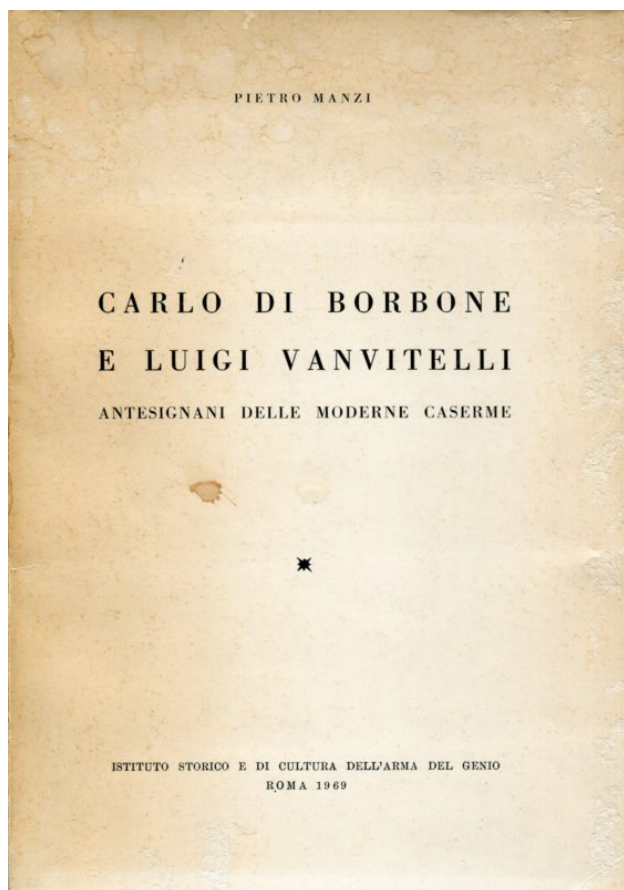 PIETRO MANZI
CARLO DI BORBONE
E LUIGI VANVITELLI
ANTESIGNANI DELLE MODERNE CASERME
ISTITUTO STORICO E DI CULTURA DELL'ARMA DEL GENIO
ROMA 1969